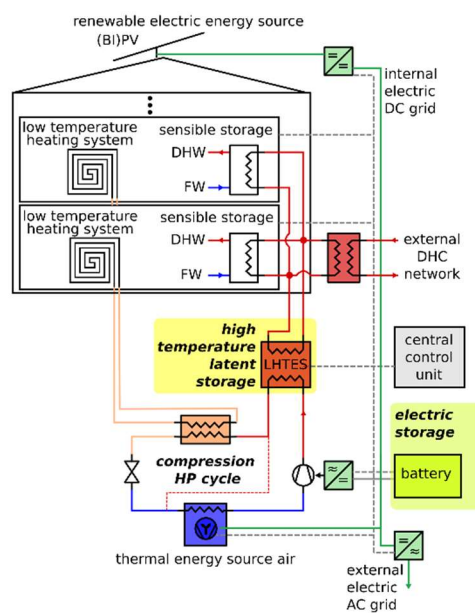 renewable electric energy source
(BI)PV
internal
electric
DC grid
low temperature
heating system
sensible storage
DHW
FW
low temperature
heating system
sensible storage
DHW
FW
external
DHC
network
high
temperature
latent
storage
LHTES
central
control
unit
electric
storage
battery
compression
HP cycle
thermal energy source air
external
electric
AC grid